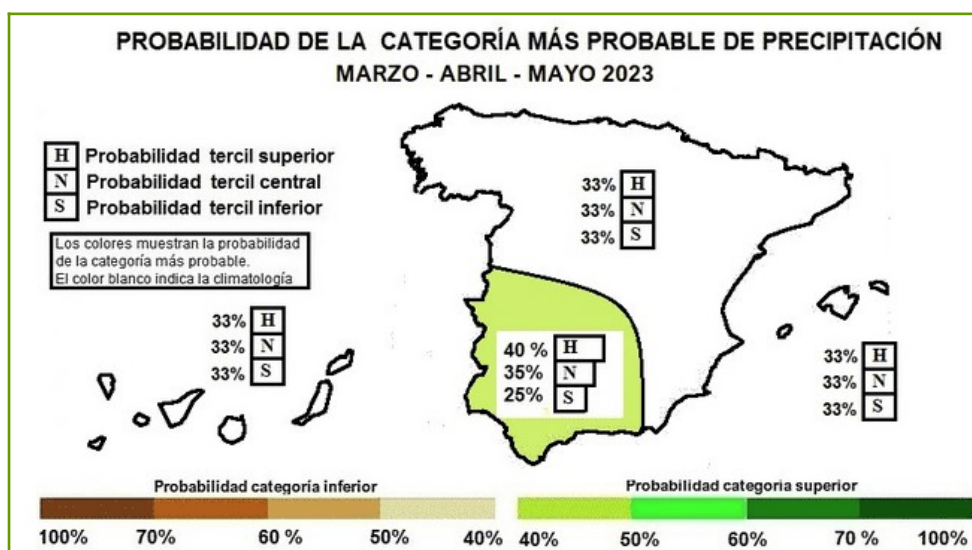 PROBABILIDAD DE LA CATEGORÍA MÁS PROBABLE DE PRECIPITACIÓN
MARZO - ABRIL - MAYO 2023
H Probabilidad tercil superior
N Probabilidad tercil central
S Probabilidad tercil inferior
Los colores muestran la probabilidad
de la categoría más probable.
El color blanco indica la climatología
33% H
33% N
33% S
33% H
33% N
33% S
40 % H
35% N
25% S
33% H
33% N
33% S
Probabilidad categoría inferior
100% 70% 60 % 50% 40%
Probabilidad categoria superior
40% 50% 60% 70 % 100%